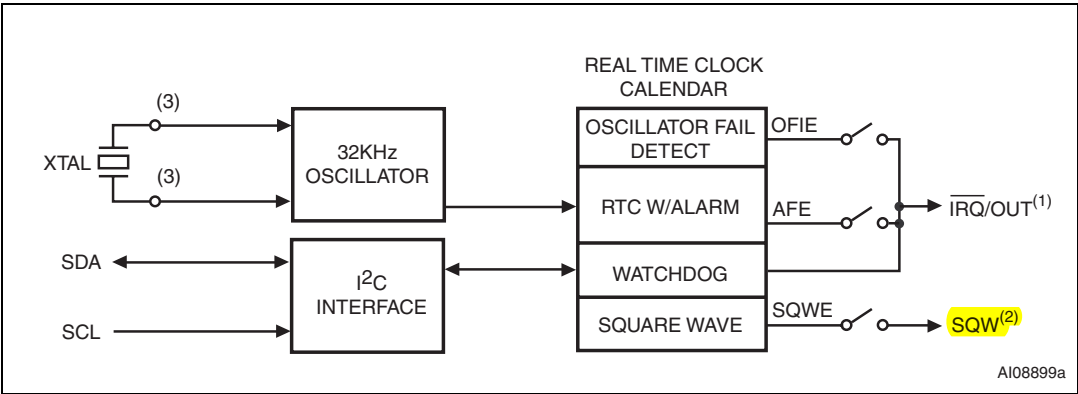 REAL TIME CLOCK
CALENDAR
(3)
XTAL
(3)
32KHz
OSCILLATOR
OSCILLATOR FAIL
DETECT
OFIE
RTC W/ALARM
AFE
IRQ/OUT(1)
SDA
SCL
I2C
INTERFACE
WATCHDOG
SQUARE WAVE
SQWE
SQW(2)
AI08899a